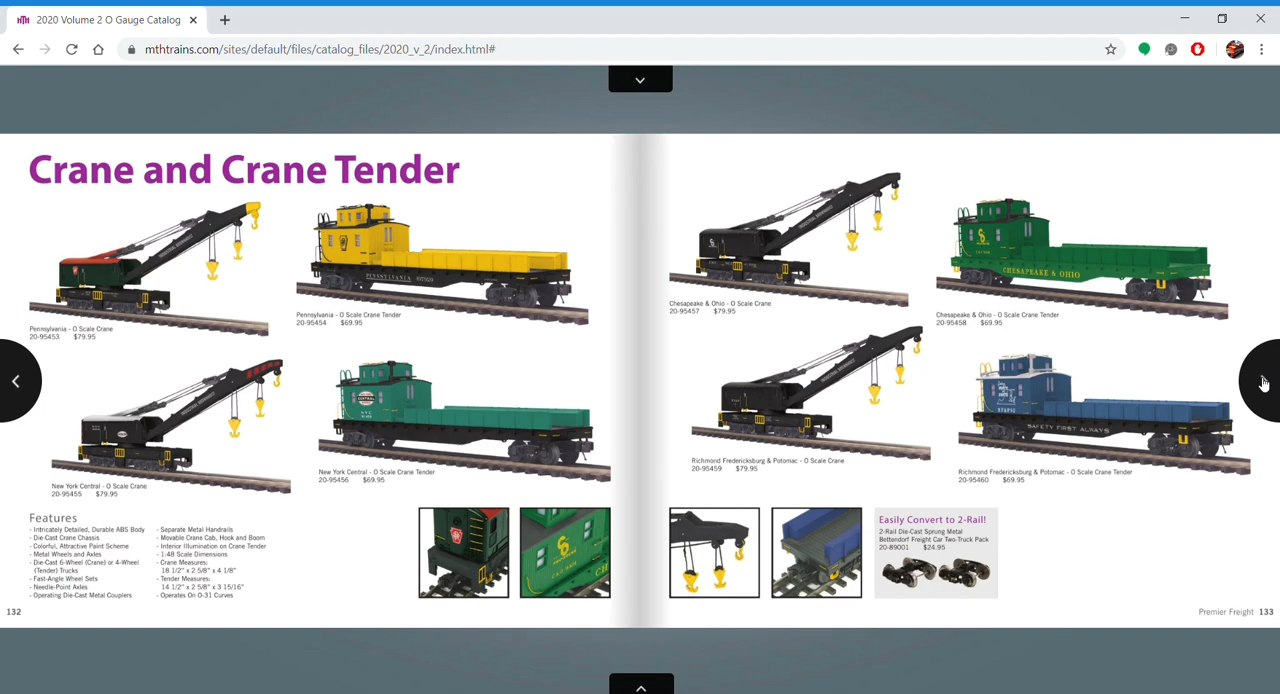 2020 Volume 2 O Gauge Catalog
mthtrains.com/sites/default/files/catalog_files/2020_v_2/index.html#
Crane and Crane Tender
Pennsylvania - O Scale Crane
20-95453 $79.95
PENNSYLVANIA
Pennsylvania - O Scale Crane Tender
20-95454 $69.95
New York Central - O Scale Crane
20-95455 $79.95
New York Central - O Scale Crane Tender
20-95456 $69.95
Features
- Intricately Detailed, Durable ABS Body
- Die-Cast Crane Chassis
- Colorful, Attractive Paint Scheme
- Metal Wheels and Axles
- Die-Cast 6-Wheel (Crane) or 4-Wheel
(Tender) Trucks
- Fast-Angle Wheel Sets
- Needle-Point Axles
- Operating Die-Cast Metal Couplers
- Separate Metal Handrails
- Movable Crane Cab, Hook and Boom
- Interior Illumination on Crane Tender
- 1:48 Scale Dimensions
- Crane Measures:
18 1/2" x 2 5/8" x 4 1/8"
- Tender Measures:
14 1/2" x 2 5/8" x 3 15/16"
- Operates On O-31 Curves
132
Chesapeake & Ohio - O Scale Crane
20-95457 $79.95
CHESAPEAKE & OHIO
Chesapeake & Ohio - O Scale Crane Tender
20-95458 $69.95
Richmond Fredericksburg & Potomac - O Scale Crane
20-95459 $79.95
SAFETY FIRST ALWAYS
Richmond Fredericksburg & Potomac - O Scale Crane Tender
20-95460 $69.95
Easily Convert to 2-Rail!
2-Rail Die-Cast Sprung Metal
Bettendorf Freight Car Two-Truck Pack
20-89001 $24.95
Premier Freight 133